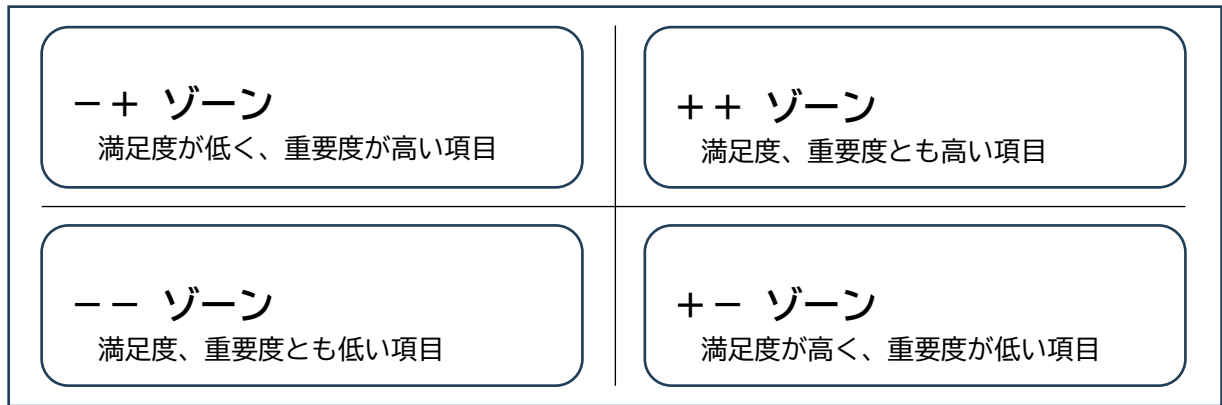 －＋ ゾーン
満足度が低く、重要度が高い項目
＋＋ ゾーン
満足度、重要度とも高い項目
－－ ゾーン
満足度、重要度とも低い項目
＋－ ゾーン
満足度が高く、重要度が低い項目